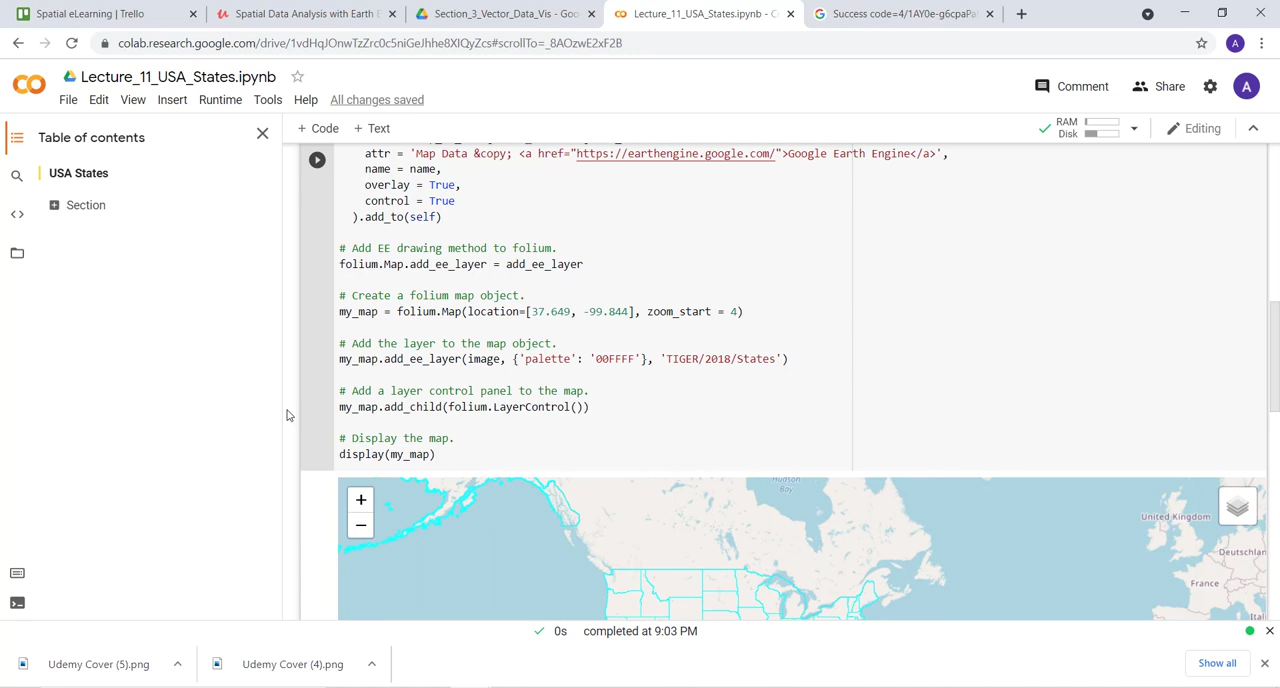 Spatial eLearning | Trello
Spatial Data Analysis with Earth E
Section_3_Vector_Data_Vis - Goo
Lecture_11_USA_States.ipynb - C
Success code=4/1AY0e-g6cpaPa
colab.research.google.com/drive/1vdHqJOnwTzZrc0c5niGeJhhe8XIQyZcs#scrollTo=_8AOzwE2xF2B
A
Lecture_11_USA_States.ipynb
Comment
Share
A
File Edit View Insert Runtime Tools Help All changes saved
Table of contents
+ Code + Text
RAM
Disk
Editing
USA States
Section
attr = 'Map Data &copy; <a href="https://earthengine.google.com/">Google Earth Engine</a>',
name = name,
overlay = True,
control = True
).add_to(self)
# Add EE drawing method to folium.
folium.Map.add_ee_layer = add_ee_layer
# Create a folium map object.
my_map = folium.Map(location=[37.649, -99.844], zoom_start = 4)
# Add the layer to the map object.
my_map.add_ee_layer(image, {'palette': '00FFFF'}, 'TIGER/2018/States')
# Add a layer control panel to the map.
my_map.add_child(folium.LayerControl())
# Display the map.
display(my_map)
+
−
Hudson
Bay
United Kingdom
Deutschlan
France
Ital
0s completed at 9:03 PM
Udemy Cover (5).png
Udemy Cover (4).png
Show all